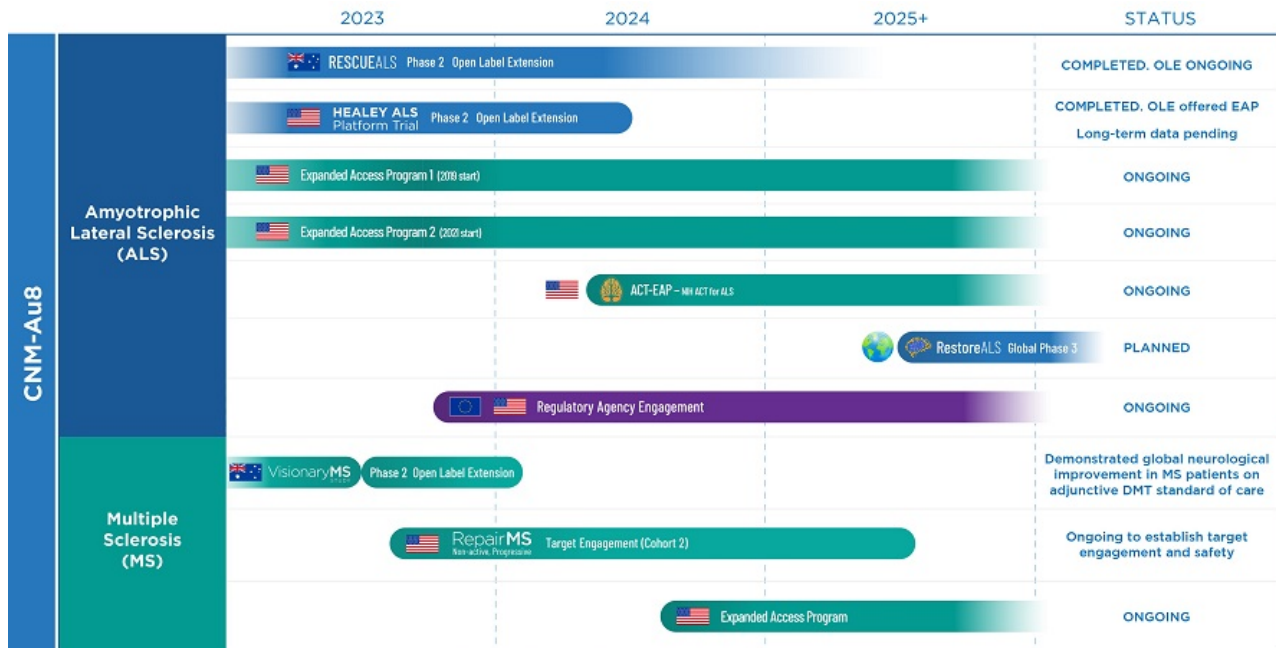 2023 2024 2025+ STATUS
CNM-Au8
Amyotrophic
Lateral Sclerosis
(ALS)
RESCUEALS Phase 2 Open Label Extension
COMPLETED. OLE ONGOING
HEALEY ALS
Platform Trial
Phase 2 Open Label Extension
COMPLETED. OLE offered EAP
Long-term data pending
Expanded Access Program 1 (2019 start)
ONGOING
Expanded Access Program 2 (2021 start)
ONGOING
ACT-EAP – NIH ACT for ALS
ONGOING
RestoreALS Global Phase 3
PLANNED
Regulatory Agency Engagement
ONGOING
Multiple
Sclerosis
(MS)
VisionaryMS
STUDY
Phase 2 Open Label Extension
Demonstrated global neurological
improvement in MS patients on
adjunctive DMT standard of care
RepairMS
Non-active, Progressive
Target Engagement (Cohort 2)
Ongoing to establish target
engagement and safety
Expanded Access Program
ONGOING